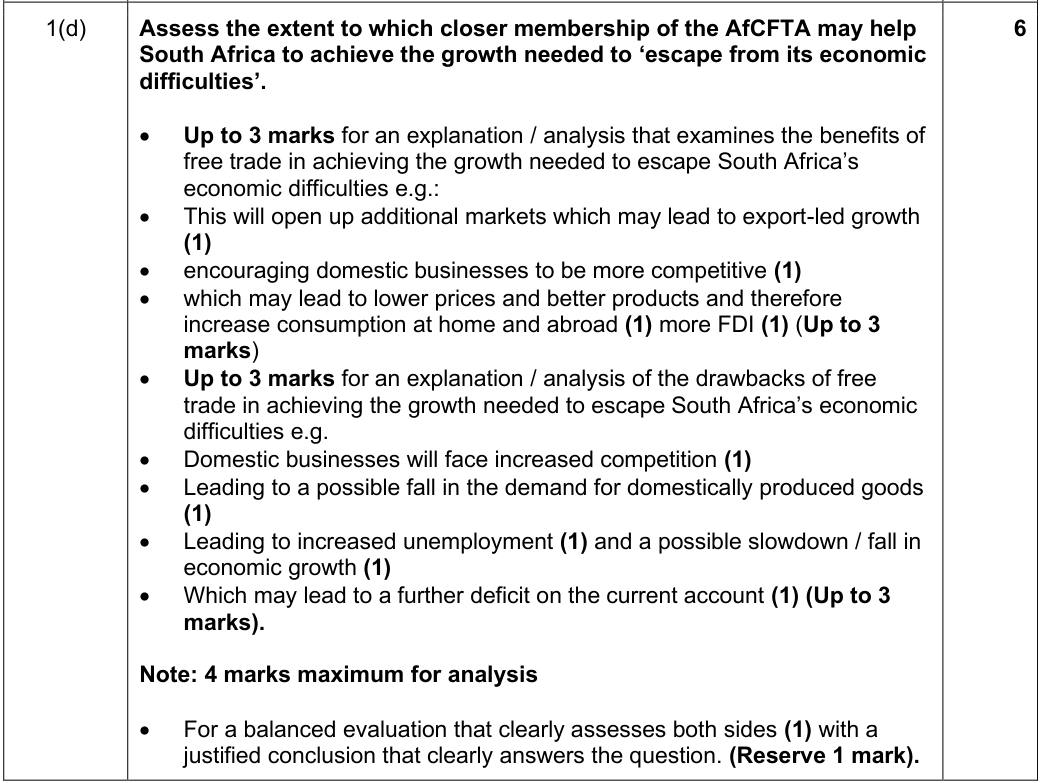 1(d)
Assess the extent to which closer membership of the AfCFTA may help
South Africa to achieve the growth needed to ‘escape from its economic
difficulties’.
6
• Up to 3 marks for an explanation / analysis that examines the benefits of
free trade in achieving the growth needed to escape South Africa’s
economic difficulties e.g.:
• This will open up additional markets which may lead to export-led growth
(1)
• encouraging domestic businesses to be more competitive (1)
• which may lead to lower prices and better products and therefore
increase consumption at home and abroad (1) more FDI (1) (Up to 3
marks)
• Up to 3 marks for an explanation / analysis of the drawbacks of free
trade in achieving the growth needed to escape South Africa’s economic
difficulties e.g.
• Domestic businesses will face increased competition (1)
• Leading to a possible fall in the demand for domestically produced goods
(1)
• Leading to increased unemployment (1) and a possible slowdown / fall in
economic growth (1)
• Which may lead to a further deficit on the current account (1) (Up to 3
marks).
Note: 4 marks maximum for analysis
• For a balanced evaluation that clearly assesses both sides (1) with a
justified conclusion that clearly answers the question. (Reserve 1 mark).